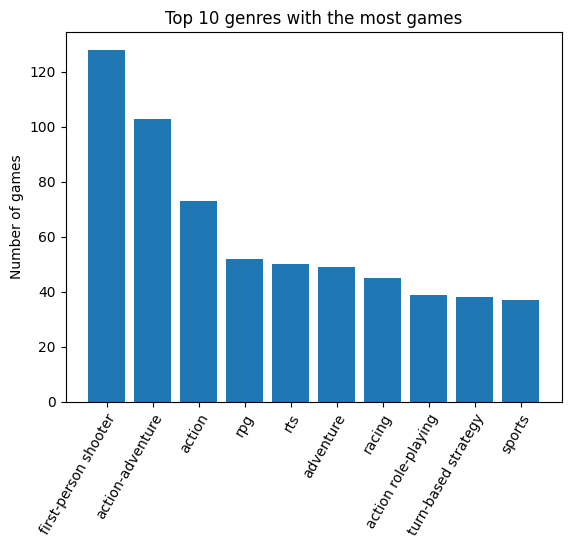 Top 10 genres with the most games
Number of games
120
100
80
60
40
20
0
first-person shooter
action-adventure
action
rpg
rts
adventure
racing
action role-playing
turn-based strategy
sports